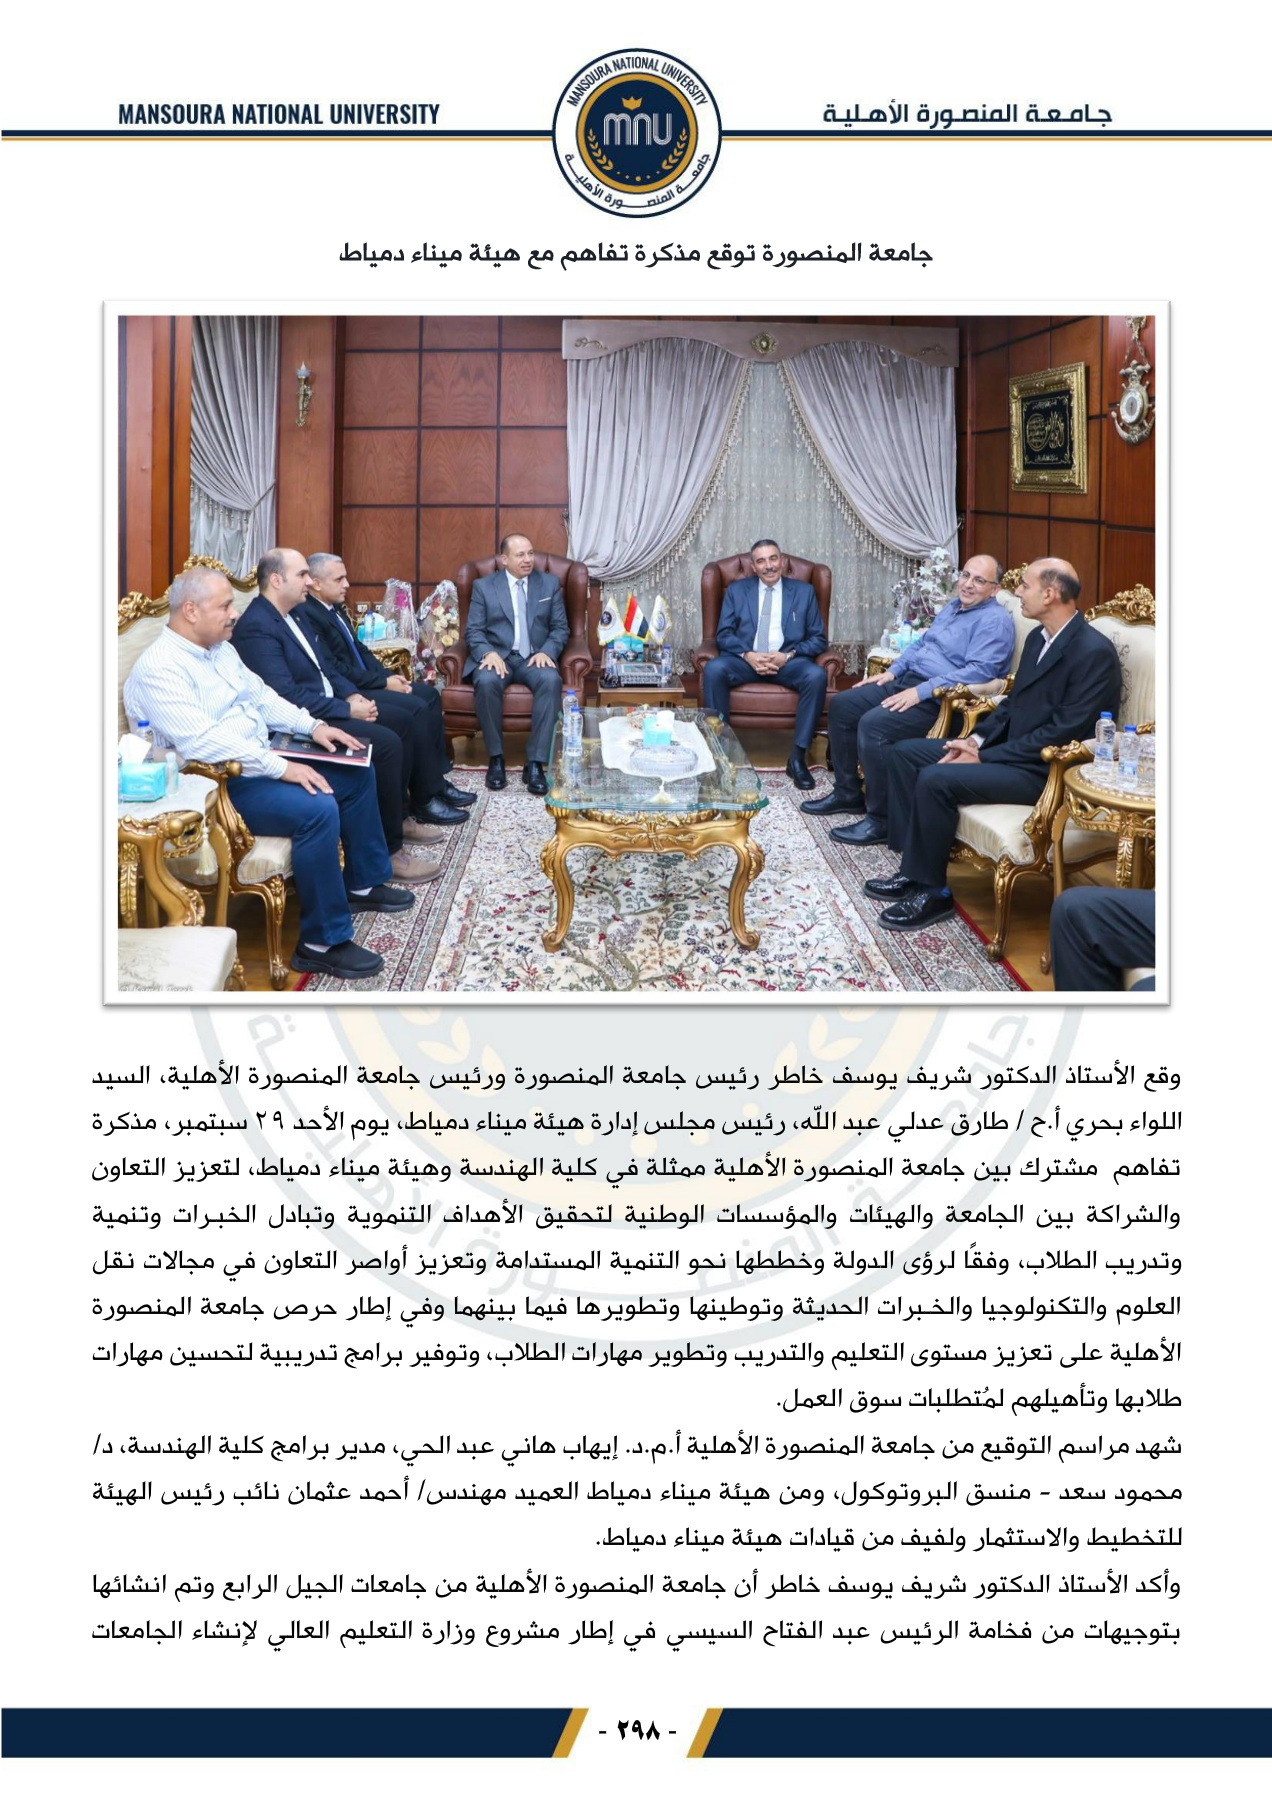 MANSOURA NATIONAL UNIVERSITY
جامعة المنصورة الأهلية
MANSOURA NATIONAL UNIVERSITY
mnu
جامعة المنصورة الأهلية
جامعة المنصورة توقع مذكرة تفاهم مع هيئة ميناء دمياط
وقع الأستاذ الدكتور شريف يوسف خاطر رئيس جامعة المنصورة ورئيس جامعة المنصورة الأهلية، السيد
اللواء بحري أ.ح / طارق عدلي عبد الله، رئيس مجلس إدارة هيئة ميناء دمياط، يوم الأحد ٢٩ سبتمبر، مذكرة
تفاهم مشترك بين جامعة المنصورة الأهلية ممثلة في كلية الهندسة وهيئة ميناء دمياط، لتعزيز التعاون
والشراكة بين الجامعة والهيئات والمؤسسات الوطنية لتحقيق الأهداف التنموية وتبادل الخبرات وتنمية
وتدريب الطلاب، وفقًا لرؤى الدولة وخططها نحو التنمية المستدامة وتعزيز أواصر التعاون في مجالات نقل
العلوم والتكنولوجيا والخبرات الحديثة وتوطينها وتطويرها فيما بينهما وفي إطار حرص جامعة المنصورة
الأهلية على تعزيز مستوى التعليم والتدريب وتطوير مهارات الطلاب، وتوفير برامج تدريبية لتحسين مهارات
طلابها وتأهيلهم لمُتطلبات سوق العمل.
شهد مراسم التوقيع من جامعة المنصورة الأهلية أ.م.د. إيهاب هاني عبد الحي، مدير برامج كلية الهندسة، د/
محمود سعد - منسق البروتوكول، ومن هيئة ميناء دمياط العميد مهندس/ أحمد عثمان نائب رئيس الهيئة
للتخطيط والاستثمار ولفيف من قيادات هيئة ميناء دمياط.
وأكد الأستاذ الدكتور شريف يوسف خاطر أن جامعة المنصورة الأهلية من جامعات الجيل الرابع وتم انشائها
بتوجيهات من فخامة الرئيس عبد الفتاح السيسي في إطار مشروع وزارة التعليم العالي لإنشاء الجامعات
- ٢٩٨ -